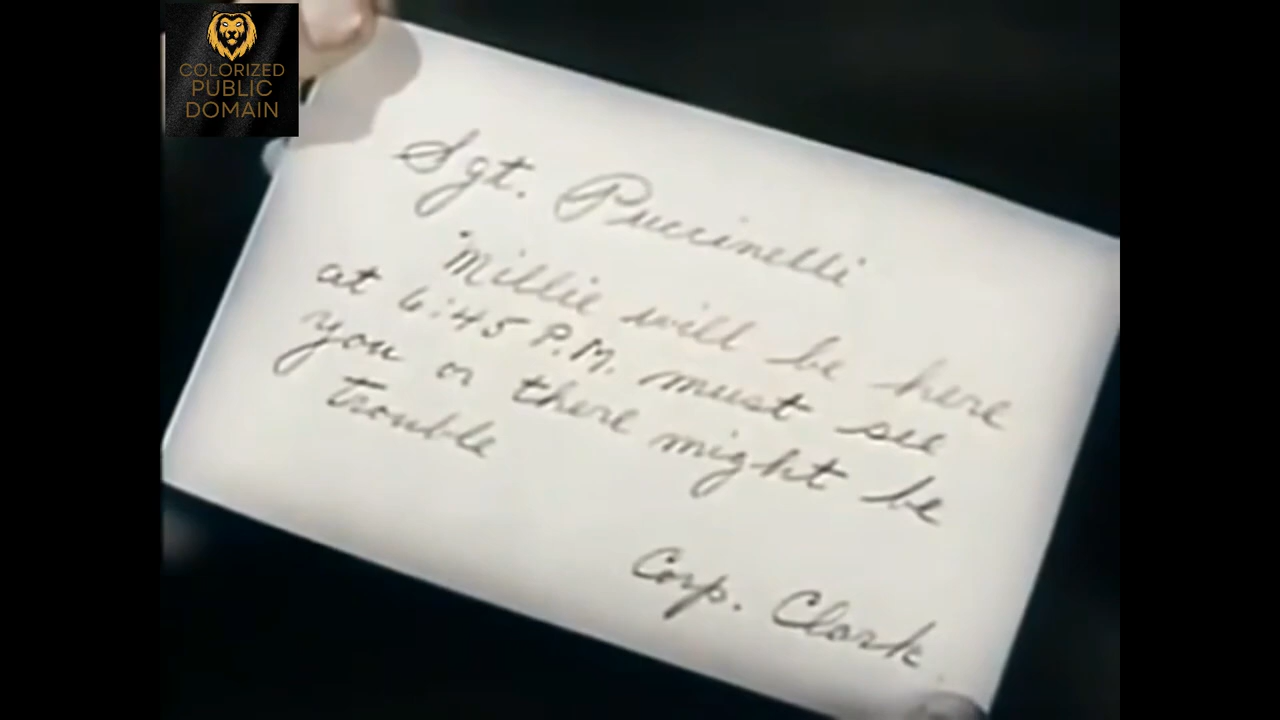 COLORIZED
PUBLIC
DOMAIN
Sgt. Puccinelli
Millie will be here
at 6:45 P.M. must see
you or there might be
trouble
Corp. Clark